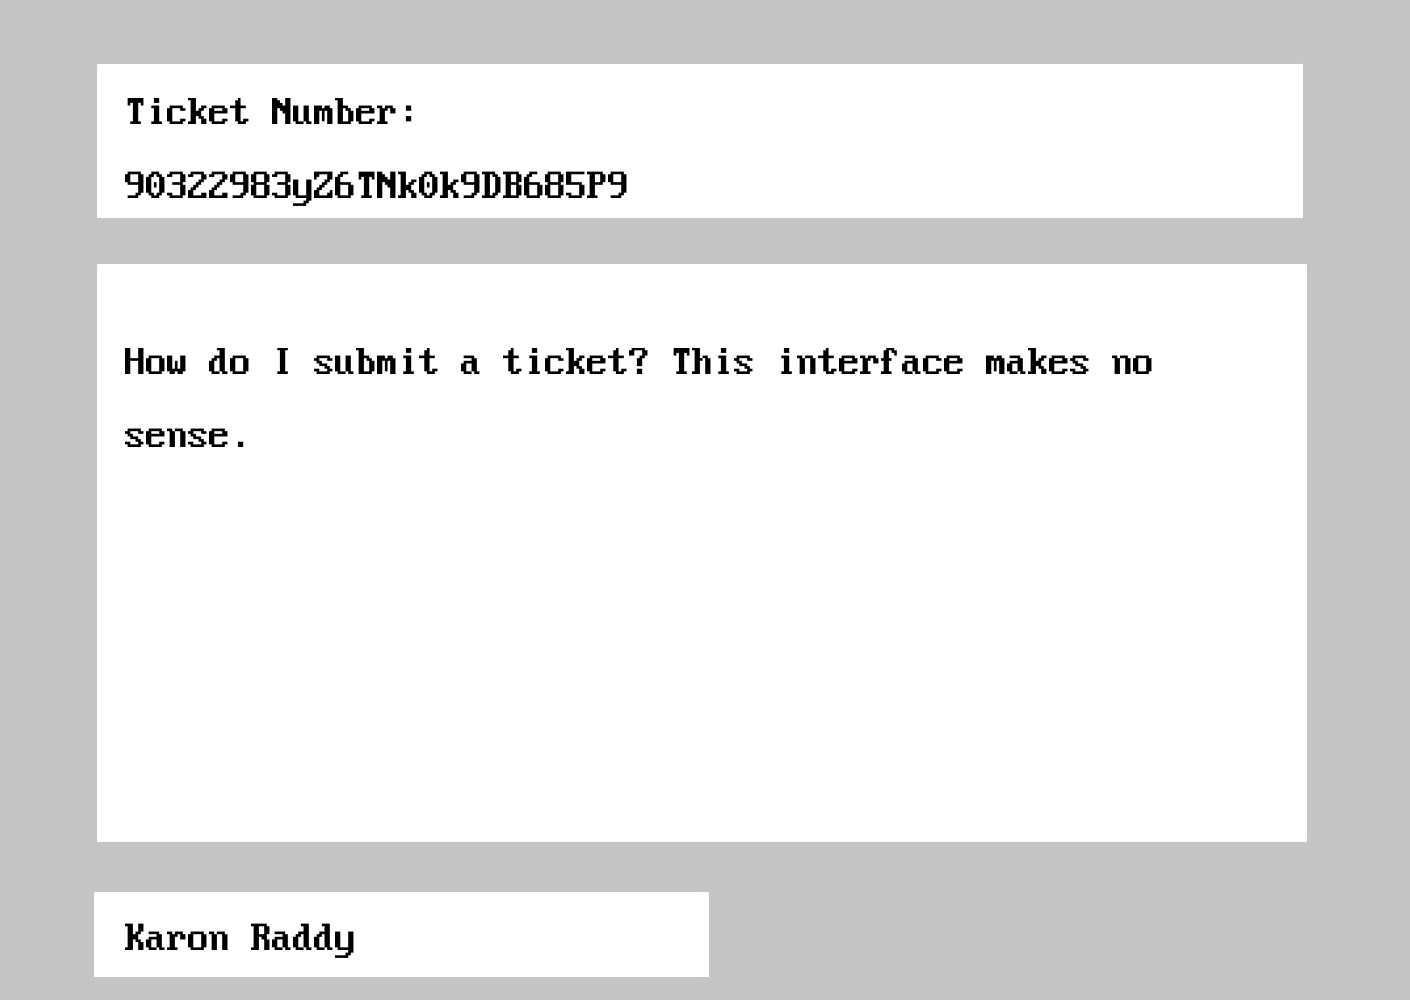 Ticket Number:
90322983yZ6TNk0k9DB685P9
How do I submit a ticket? This interface makes no
sense.
Karon Raddy